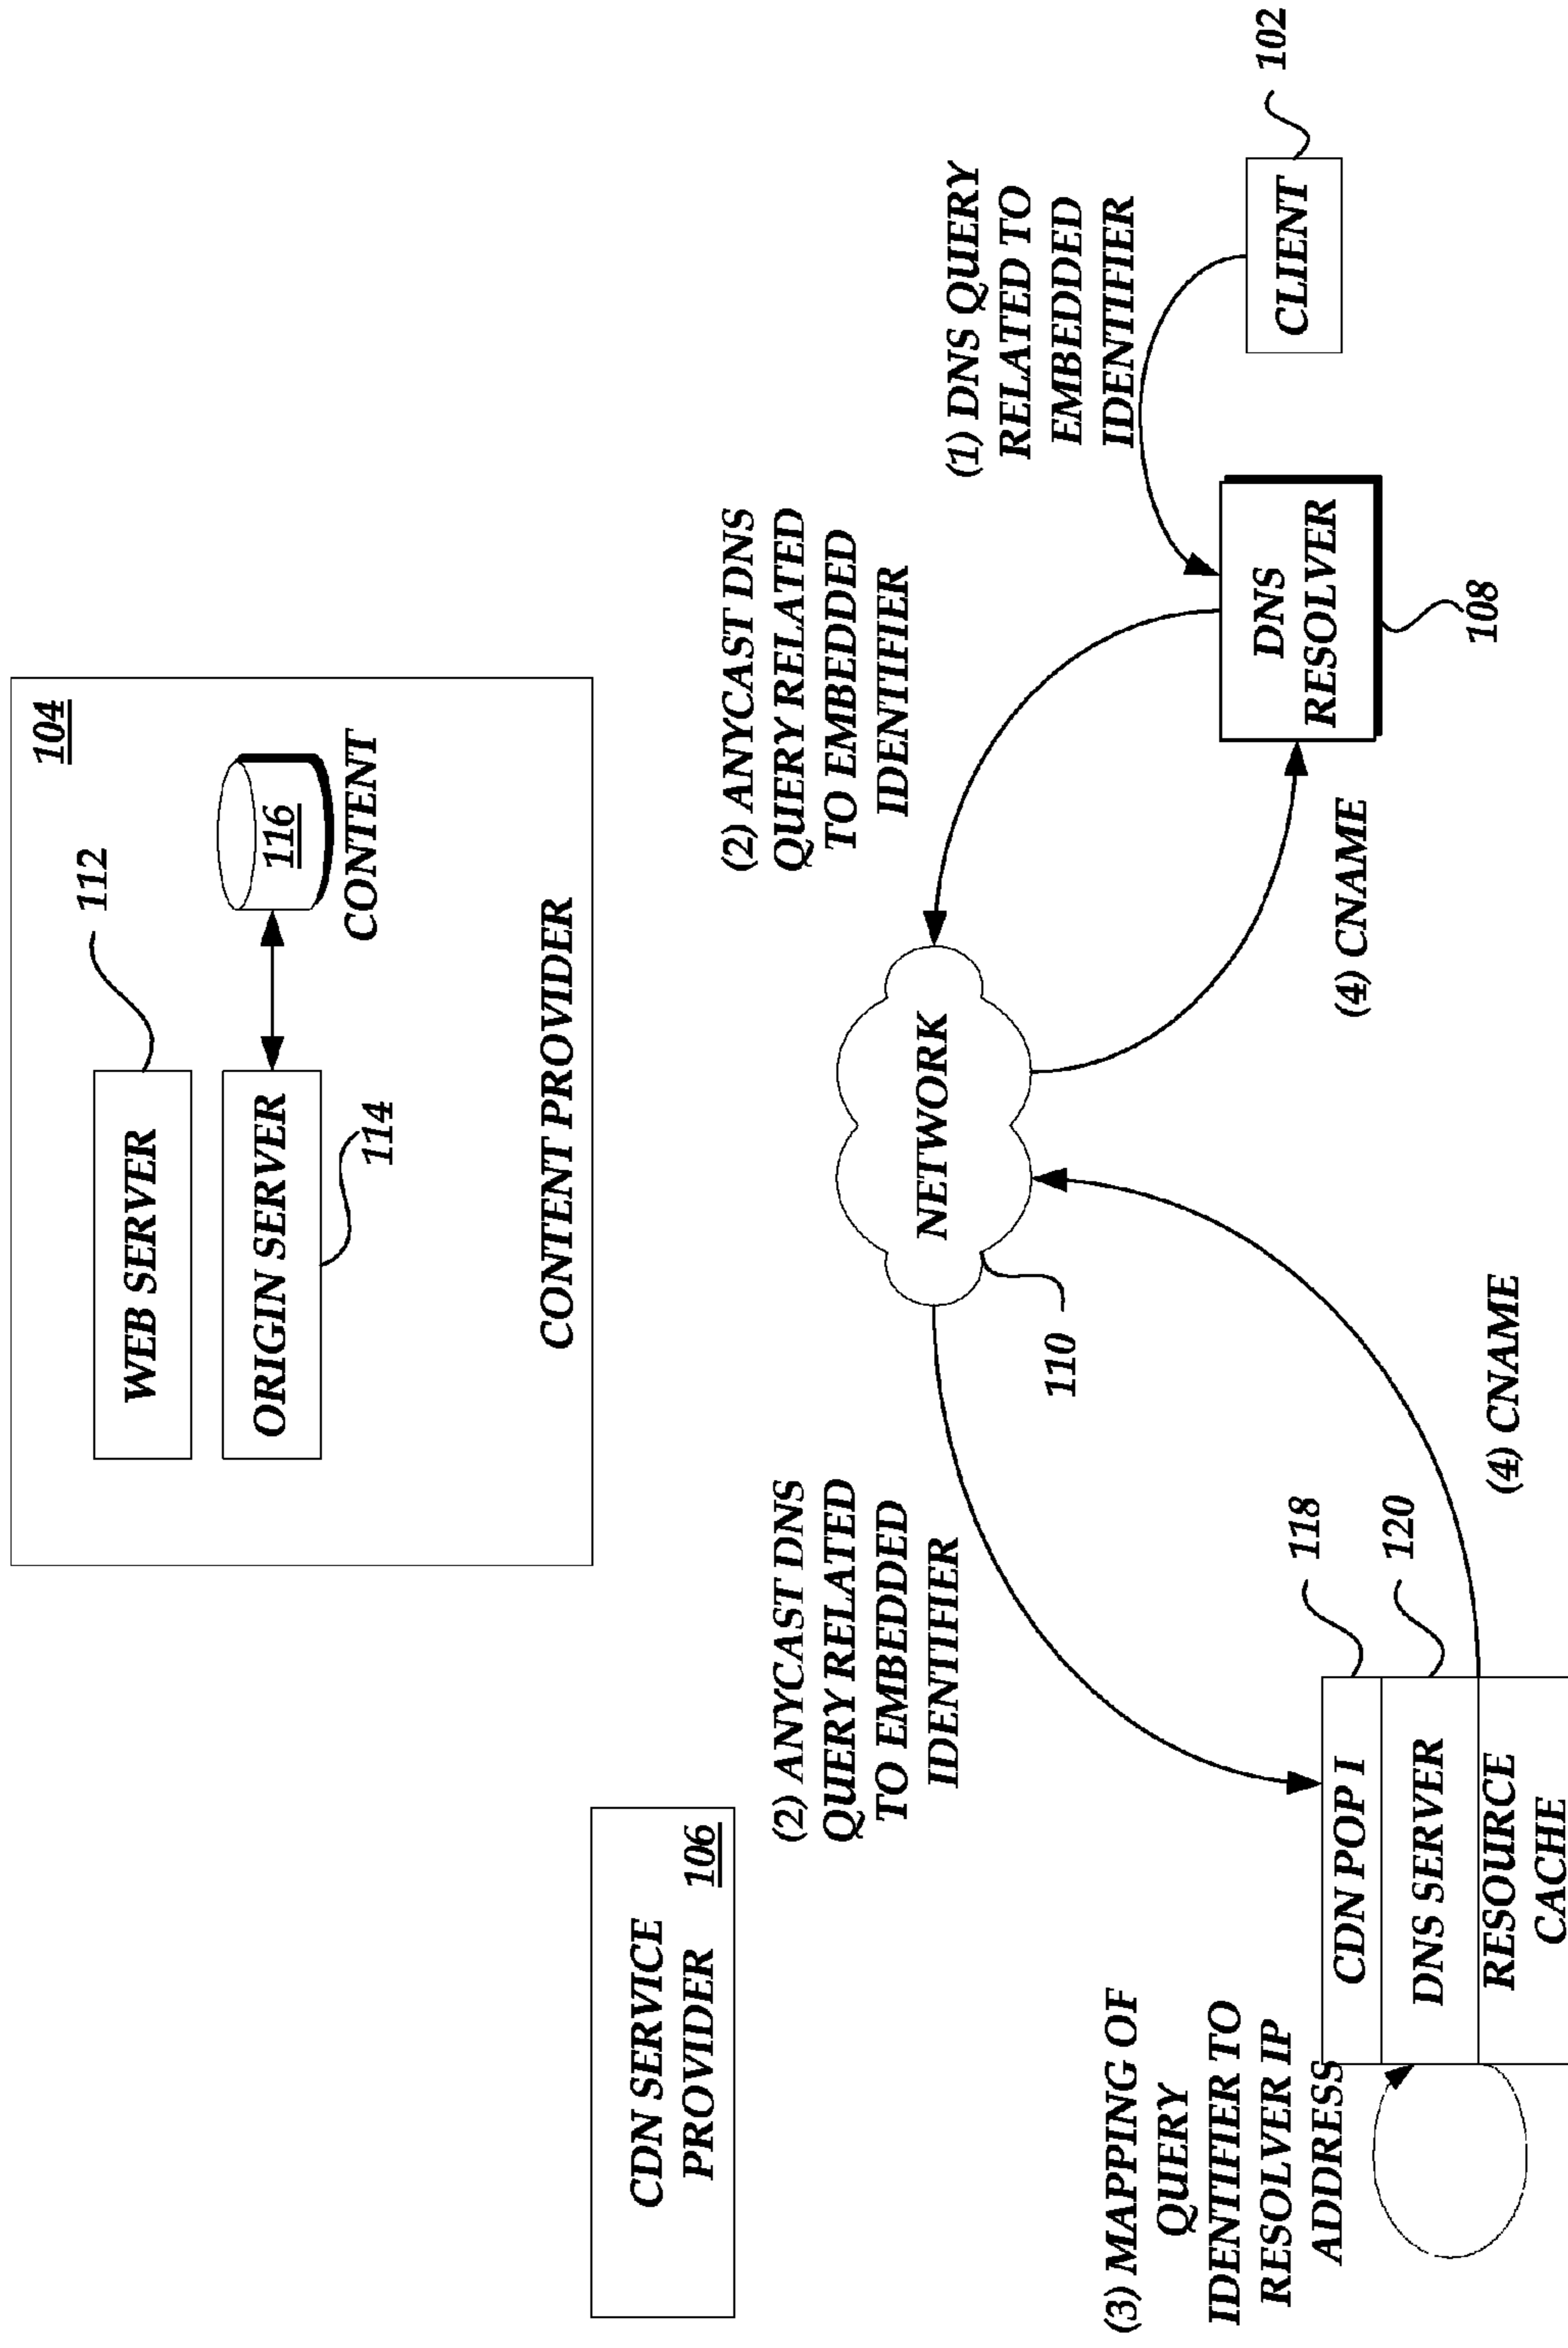 104
112
WEB SERVER
ORIGIN SERVER
116
CONTENT
114
CONTENT PROVIDER
CDN SERVICE
PROVIDER 106
(1) DNS QUERY
RELATED TO
EMBEDDED
IDENTIFIER
102
CLIENT
(2) ANYCAST DNS
QUERY RELATED
TO EMBEDDED
IDENTIFIER
DNS
RESOLVER
108
NETWORK
110
(2) ANYCAST DNS
QUERY RELATED
TO EMBEDDED
IDENTIFIER
(3) MAPPING OF
QUERY
IDENTIFIER TO
RESOLVER IP
ADDRESS
CDN POP I
118
DNS SERVER
120
RESOURCE
CACHE
(4) CNAME
(4) CNAME